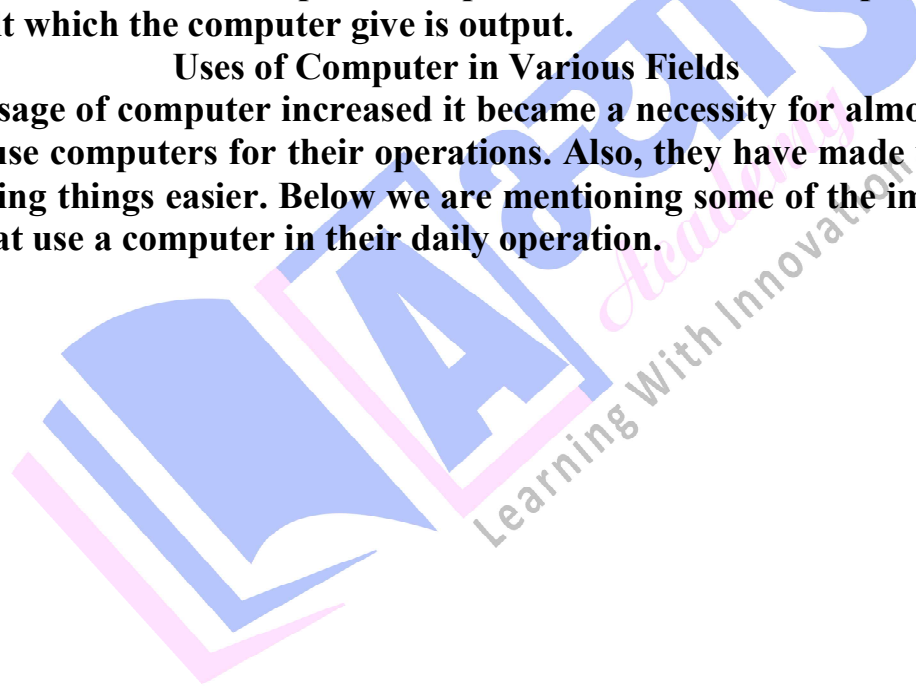 t which the computer give is output.
Uses of Computer in Various Fields
sage of computer increased it became a necessity for almo
use computers for their operations. Also, they have made
ing things easier. Below we are mentioning some of the im
at use a computer in their daily operation.
A
Academy
Learning With Innovation